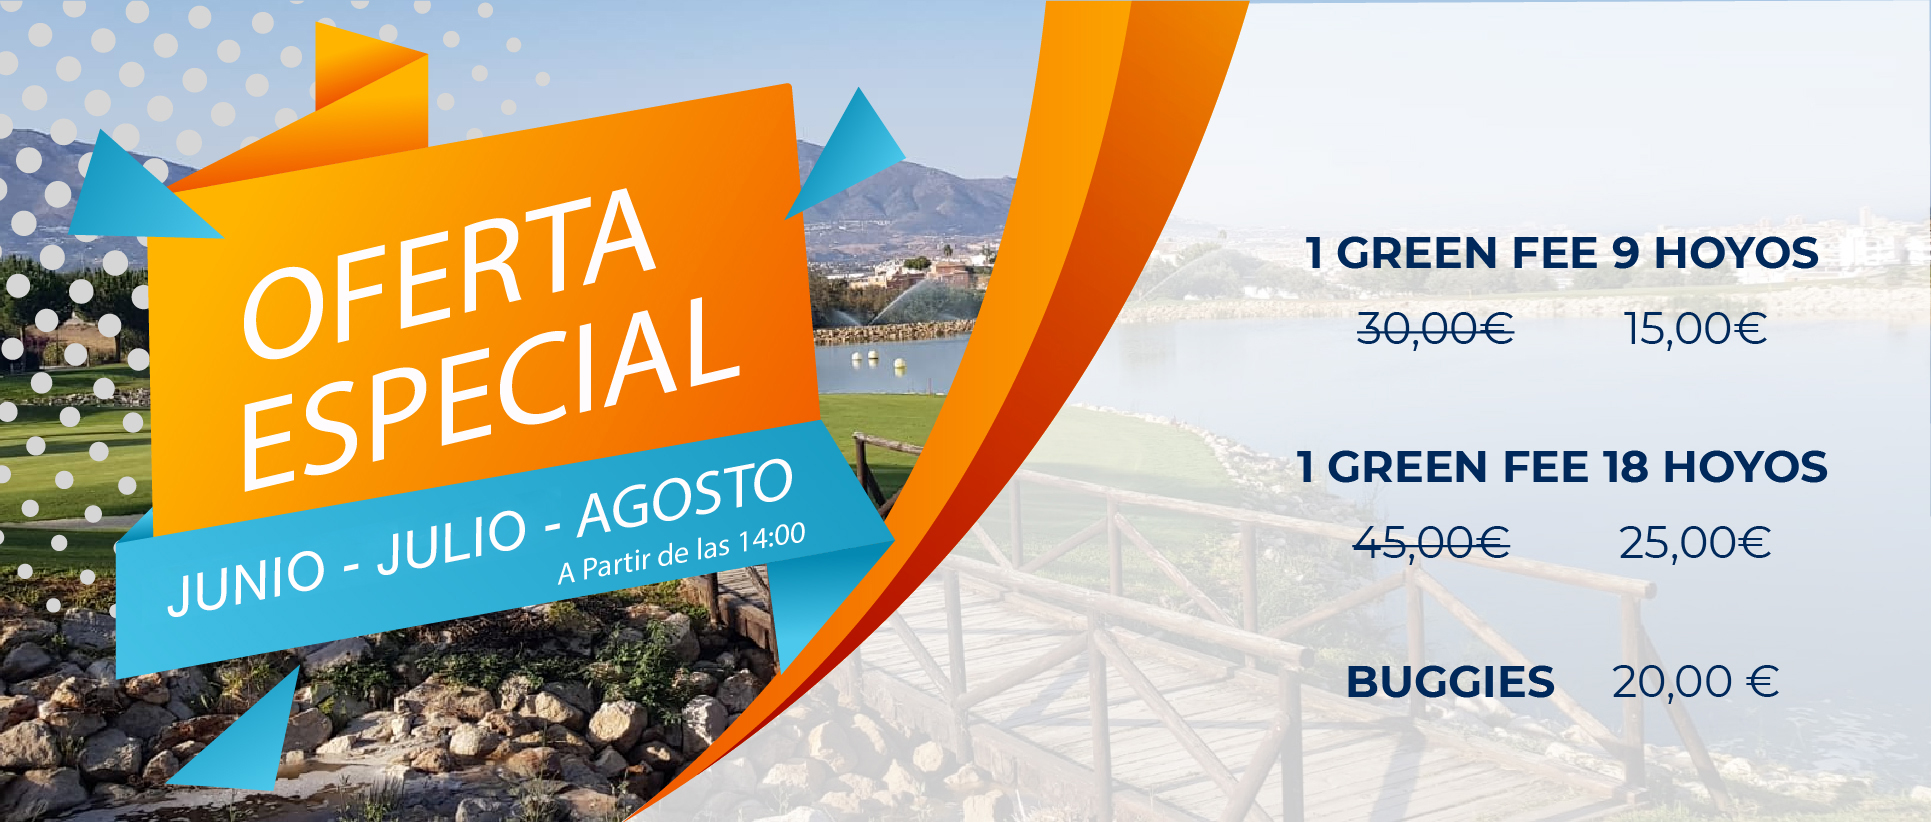 OFERTA
ESPECIAL
JUNIO - JULIO - AGOSTO
A Partir de las 14:00
1 GREEN FEE 9 HOYOS
30,00€ 15,00€
1 GREEN FEE 18 HOYOS
45,00€ 25,00€
BUGGIES 20,00 €